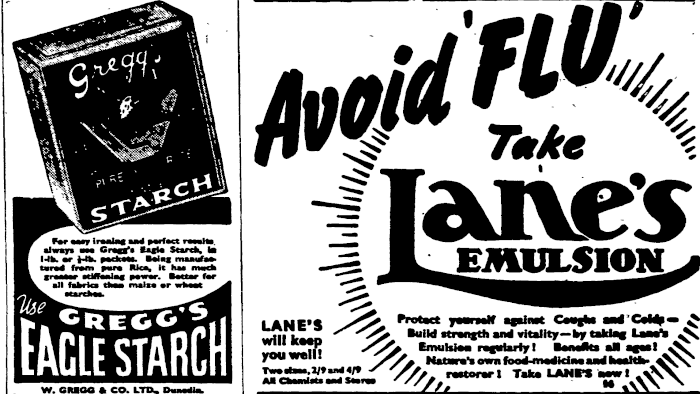 Gregg's
PURE RICE
STARCH
For easy ironing and perfect results,
always use Gregg's Eagle Starch, in
1-lb. or ½-lb. packets. Being manufac-
tured from pure Rice, it has much
greater stiffening power. Better for
all fabrics than maize or wheat
starches.
Use
GREGG'S
EAGLE STARCH
W. GREGG & CO. LTD., Dunedin.
Avoid 'FLU'
Take
Lane's
EMULSION
LANE'S
will keep
you well!
Two sizes, 2/9 and 4/9
All Chemists and Stores
Protect yourself against Coughs and Colds—
Build strength and vitality—by taking Lane's
Emulsion regularly! Benefits all ages!
Nature's own food-medicine and health-
restorer! Take LANE'S now!